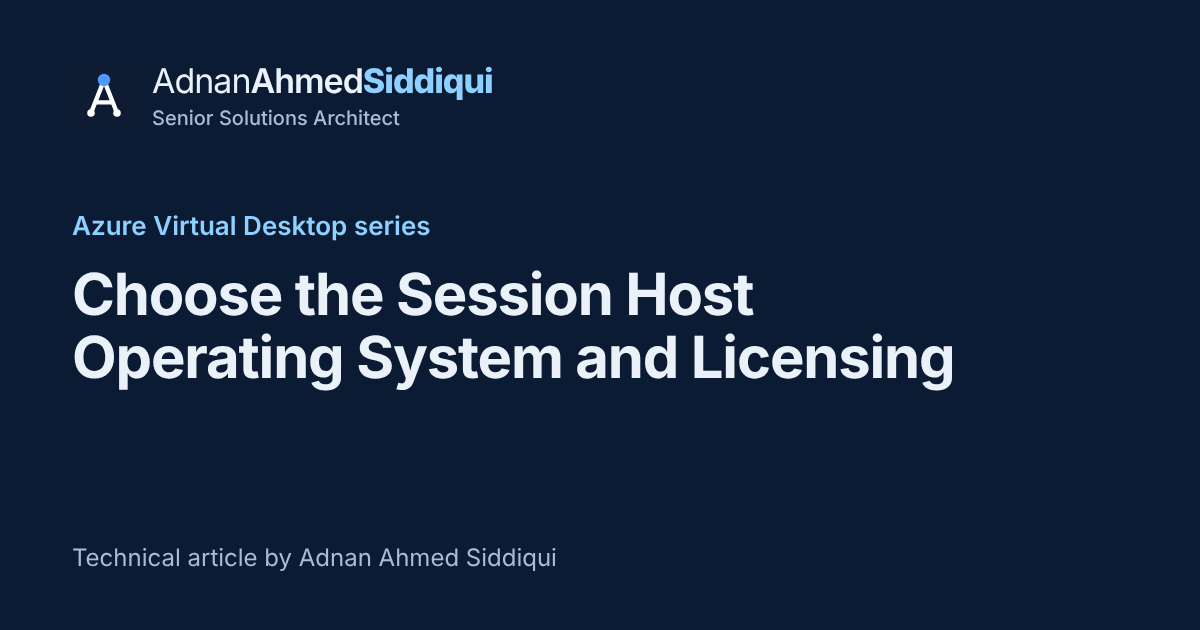 AdnanAhmedSiddiqui
Senior Solutions Architect
Azure Virtual Desktop series
Choose the Session Host
Operating System and Licensing
Technical article by Adnan Ahmed Siddiqui